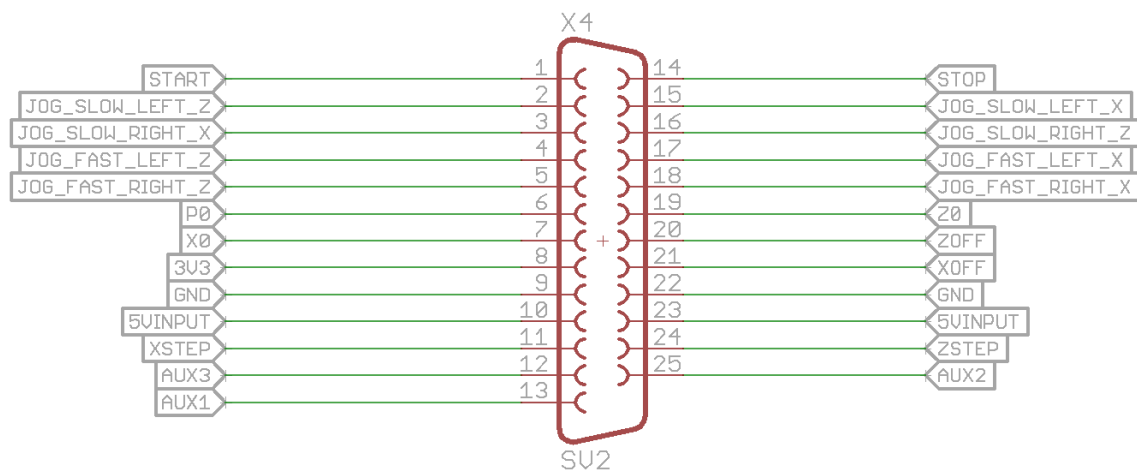 X4
START 1 14 STOP
JOG_SLOW_LEFT_Z 2 15 JOG_SLOW_LEFT_X
JOG_SLOW_RIGHT_X 3 16 JOG_SLOW_RIGHT_Z
JOG_FAST_LEFT_Z 4 17 JOG_FAST_LEFT_X
JOG_FAST_RIGHT_Z 5 18 JOG_FAST_RIGHT_X
P0 6 19 Z0
X0 7 20 ZOFF
3V3 8 21 XOFF
GND 9 22 GND
5VINPUT 10 23 5VINPUT
XSTEP 11 24 ZSTEP
AUX3 12 25 AUX2
AUX1 13
SV2